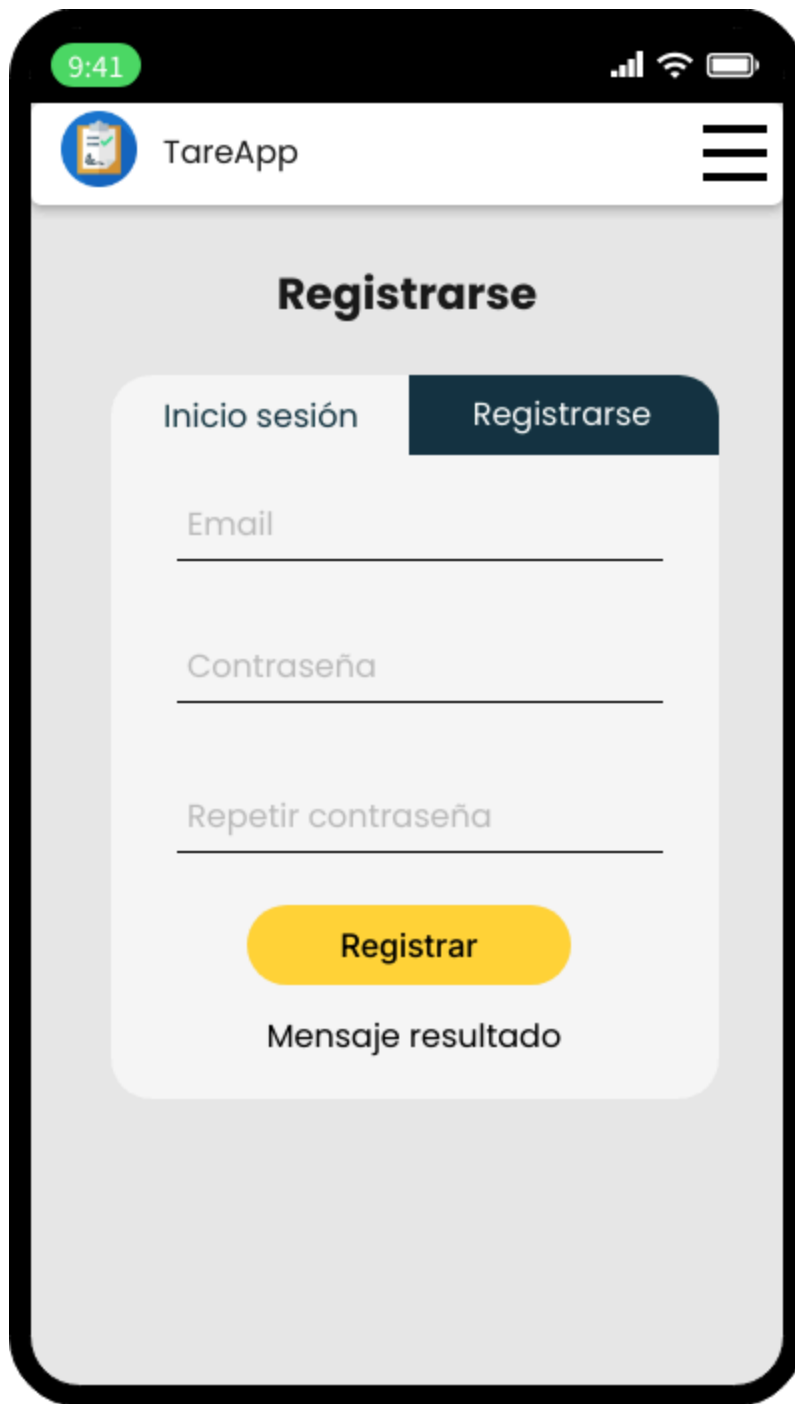 9:41
TareApp
Registrarse
Inicio sesión Registrarse
Email
Contraseña
Repetir contraseña
Registrar
Mensaje resultado